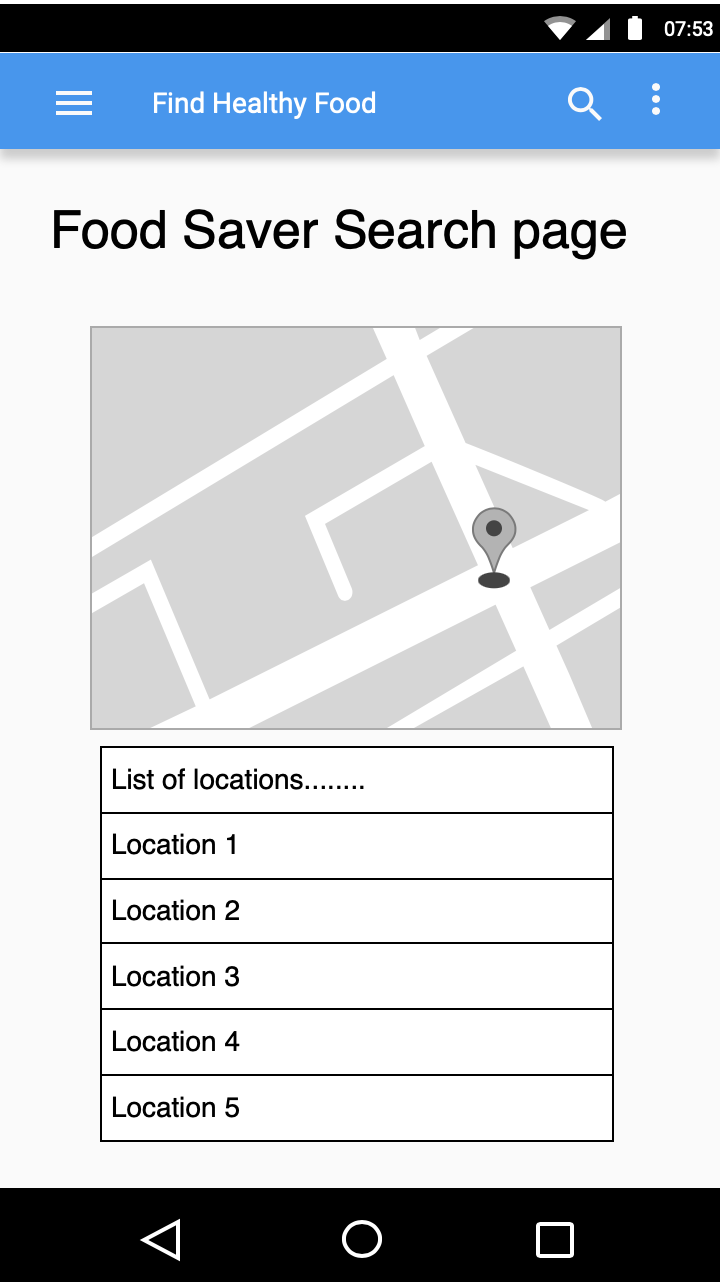 07:53
Find Healthy Food
Food Saver Search page
List of locations........
Location 1
Location 2
Location 3
Location 4
Location 5